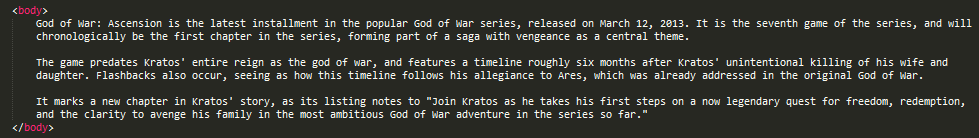 <body>
God of War: Ascension is the latest installment in the popular God of War series, released on March 12, 2013. It is the seventh game of the series, and will
chronologically be the first chapter in the series, forming part of a saga with vengeance as a central theme.
The game predates Kratos' entire reign as the god of war, and features a timeline roughly six months after Kratos' unintentional killing of his wife and
daughter. Flashbacks also occur, seeing as how this timeline follows his allegiance to Ares, which was already addressed in the original God of War.
It marks a new chapter in Kratos' story, as its listing notes to "Join Kratos as he takes his first steps on a now legendary quest for freedom, redemption,
and the clarity to avenge his family in the most ambitious God of War adventure in the series so far."
</body>